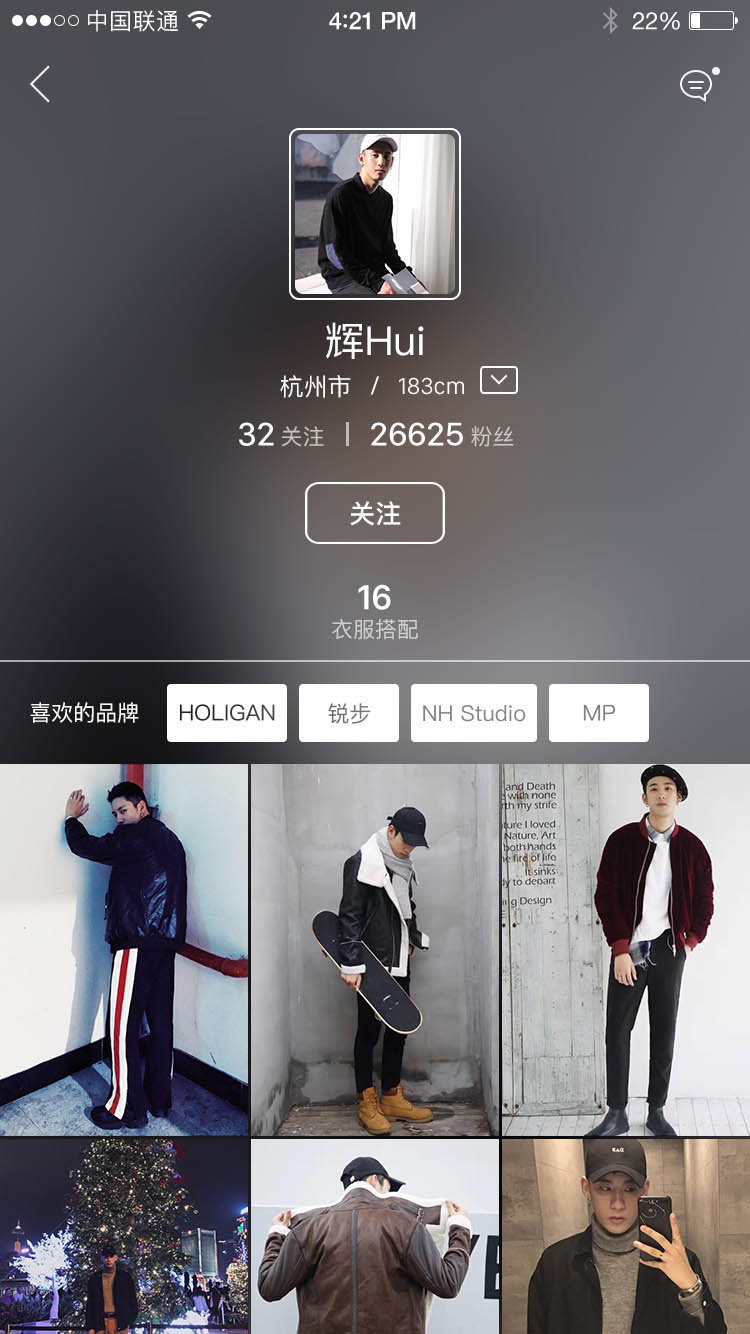 中国联通 4:21 PM 22%
辉Hui
杭州市 / 183cm
32 关注 | 26625 粉丝
关注
16
衣服搭配
喜欢的品牌 HOLIGAN 锐步 NH Studio MP
and Death
with none
rth my strife
ture I loved
Nature, Art
both hands
e fire of life
It sinks
dy to depart
ng Design